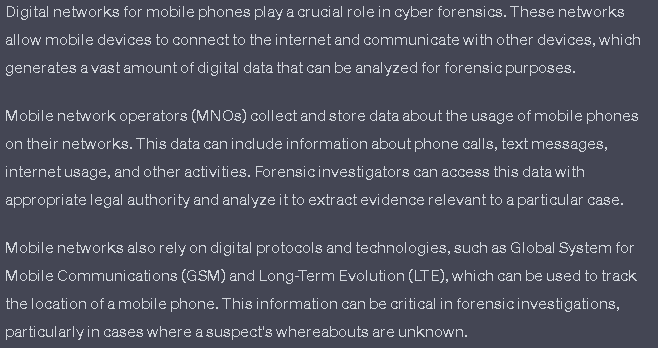 Digital networks for mobile phones play a crucial role in cyber forensics. These networks
allow mobile devices to connect to the internet and communicate with other devices, which
generates a vast amount of digital data that can be analyzed for forensic purposes.
Mobile network operators (MNOs) collect and store data about the usage of mobile phones
on their networks. This data can include information about phone calls, text messages,
internet usage, and other activities. Forensic investigators can access this data with
appropriate legal authority and analyze it to extract evidence relevant to a particular case.
Mobile networks also rely on digital protocols and technologies, such as Global System for
Mobile Communications (GSM) and Long-Term Evolution (LTE), which can be used to track
the location of a mobile phone. This information can be critical in forensic investigations,
particularly in cases where a suspect's whereabouts are unknown.